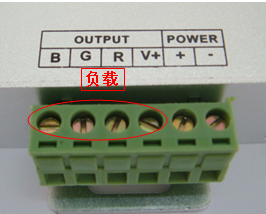 OUTPUT POWER
B G R V+ + -
负载